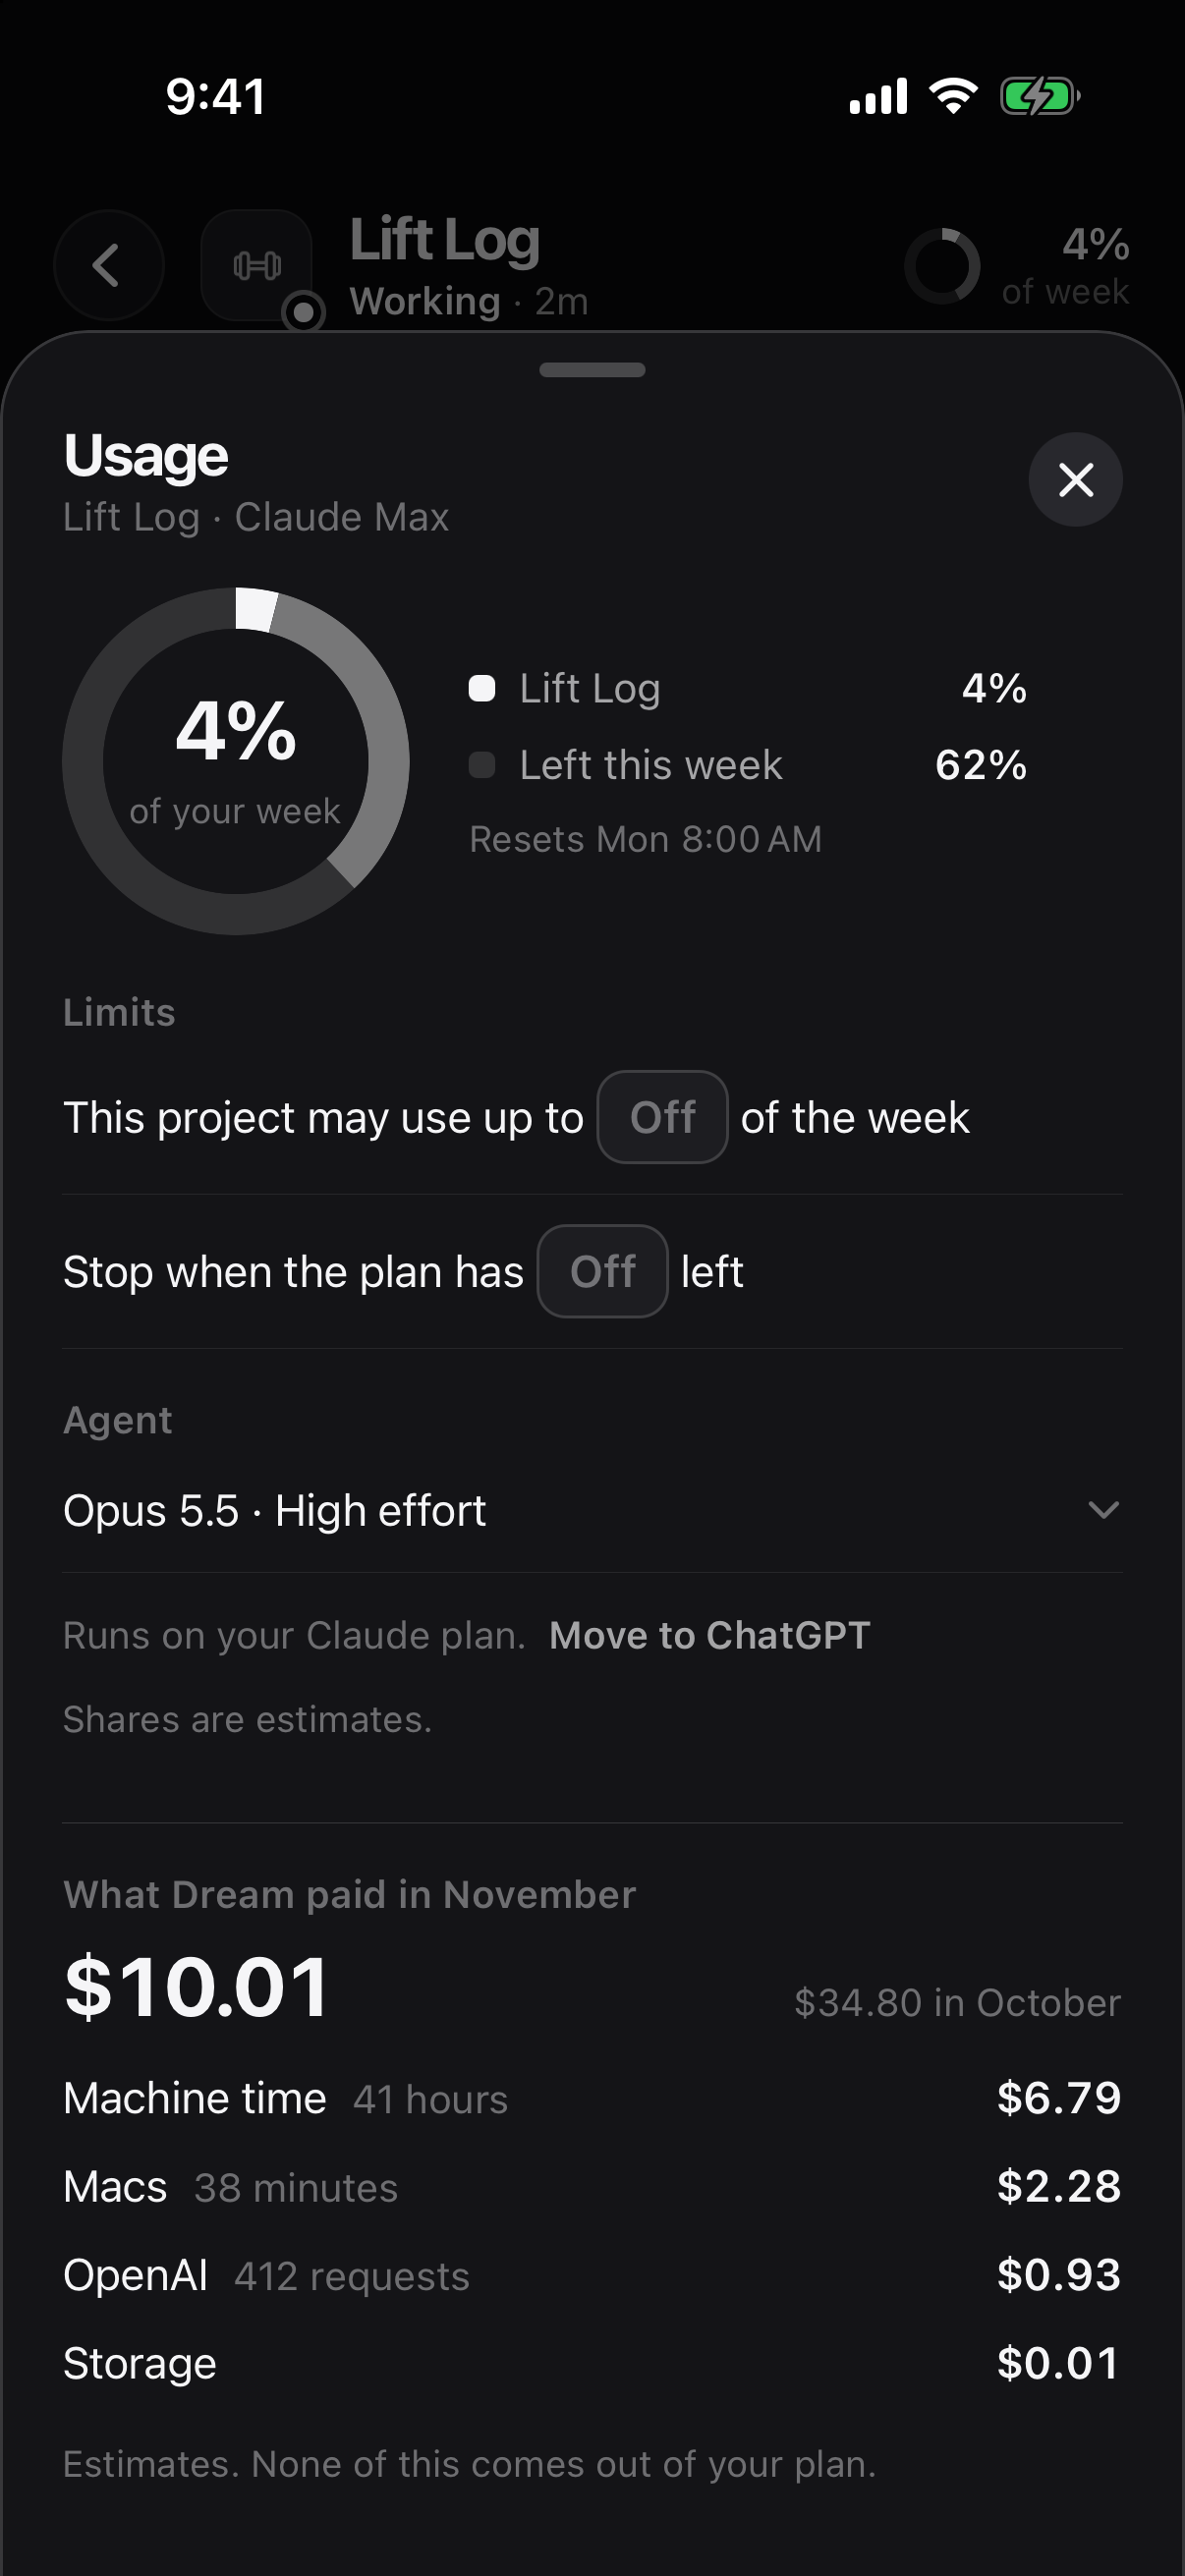 9:41
Lift Log
Working · 2m
4%
of week
Usage
Lift Log · Claude Max
4%
of your week
Lift Log 4%
Left this week 62%
Resets Mon 8:00 AM
Limits
This project may use up to Off of the week
Stop when the plan has Off left
Agent
Opus 5.5 · High effort
Runs on your Claude plan. Move to ChatGPT
Shares are estimates.
What Dream paid in November
$10.01
$34.80 in October
Machine time 41 hours $6.79
Macs 38 minutes $2.28
OpenAI 412 requests $0.93
Storage $0.01
Estimates. None of this comes out of your plan.